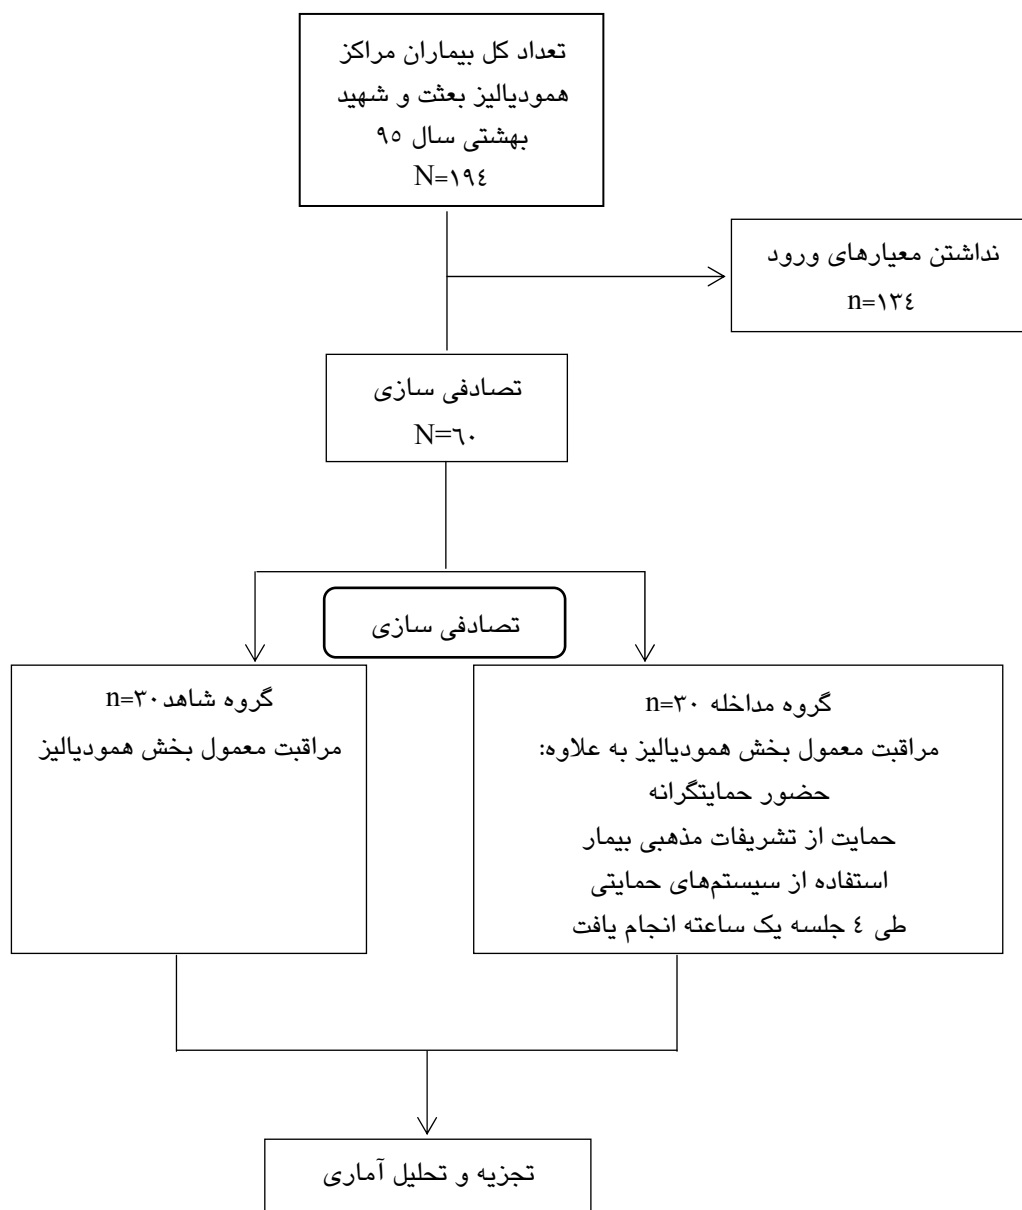 تعداد کل بیماران مراکز
همودیالیز بعثت و شهید
بهشتی سال ۹۵
N=۱۹٤
نداشتن معیارهای ورود
n=۱۳٤
تصادفی سازی
N=٦۰
تصادفی سازی
گروه مداخله n=۳۰
مراقبت معمول بخش همودیالیز به علاوه:
حضور حمایتگرانه
حمایت از تشریفات مذهبی بیمار
استفاده از سیستم‌های حمایتی
طی ٤ جلسه یک ساعته انجام یافت
گروه شاهد n=۳۰
مراقبت معمول بخش همودیالیز
تجزیه و تحلیل آماری